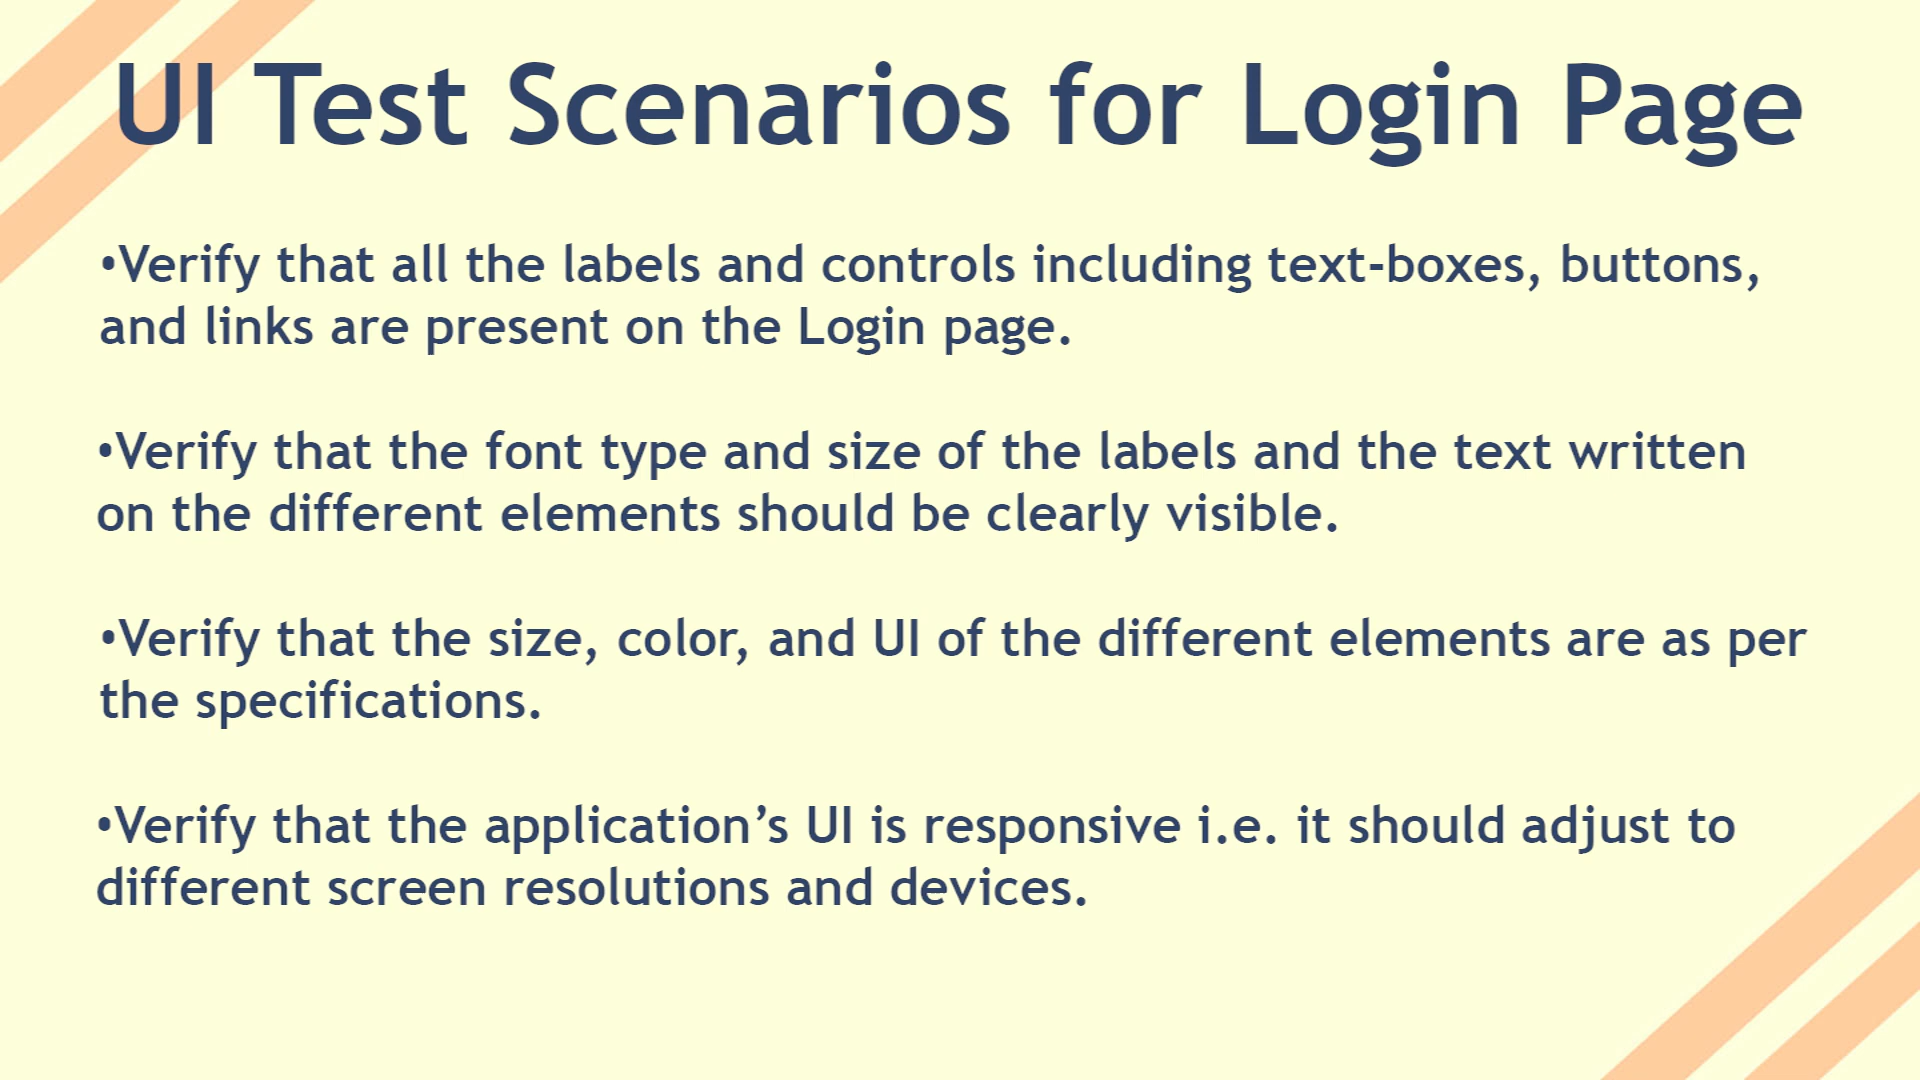 UI Test Scenarios for Login Page
•Verify that all the labels and controls including text-boxes, buttons,
and links are present on the Login page.
•Verify that the font type and size of the labels and the text written
on the different elements should be clearly visible.
•Verify that the size, color, and UI of the different elements are as per
the specifications.
•Verify that the application’s UI is responsive i.e. it should adjust to
different screen resolutions and devices.